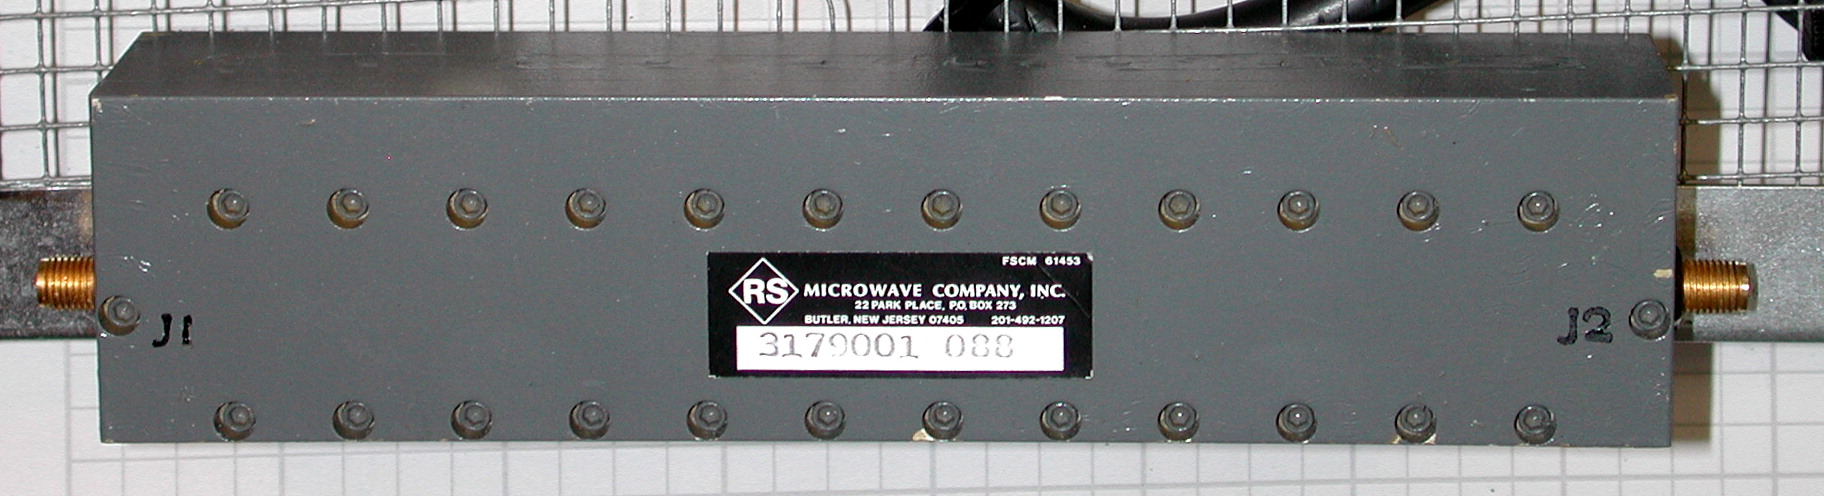 FSCM 61453
RS MICROWAVE COMPANY, INC.
22 PARK PLACE, P.O. BOX 273
BUTLER, NEW JERSEY 07405 201-492-1207
3179001 088
J1
J2